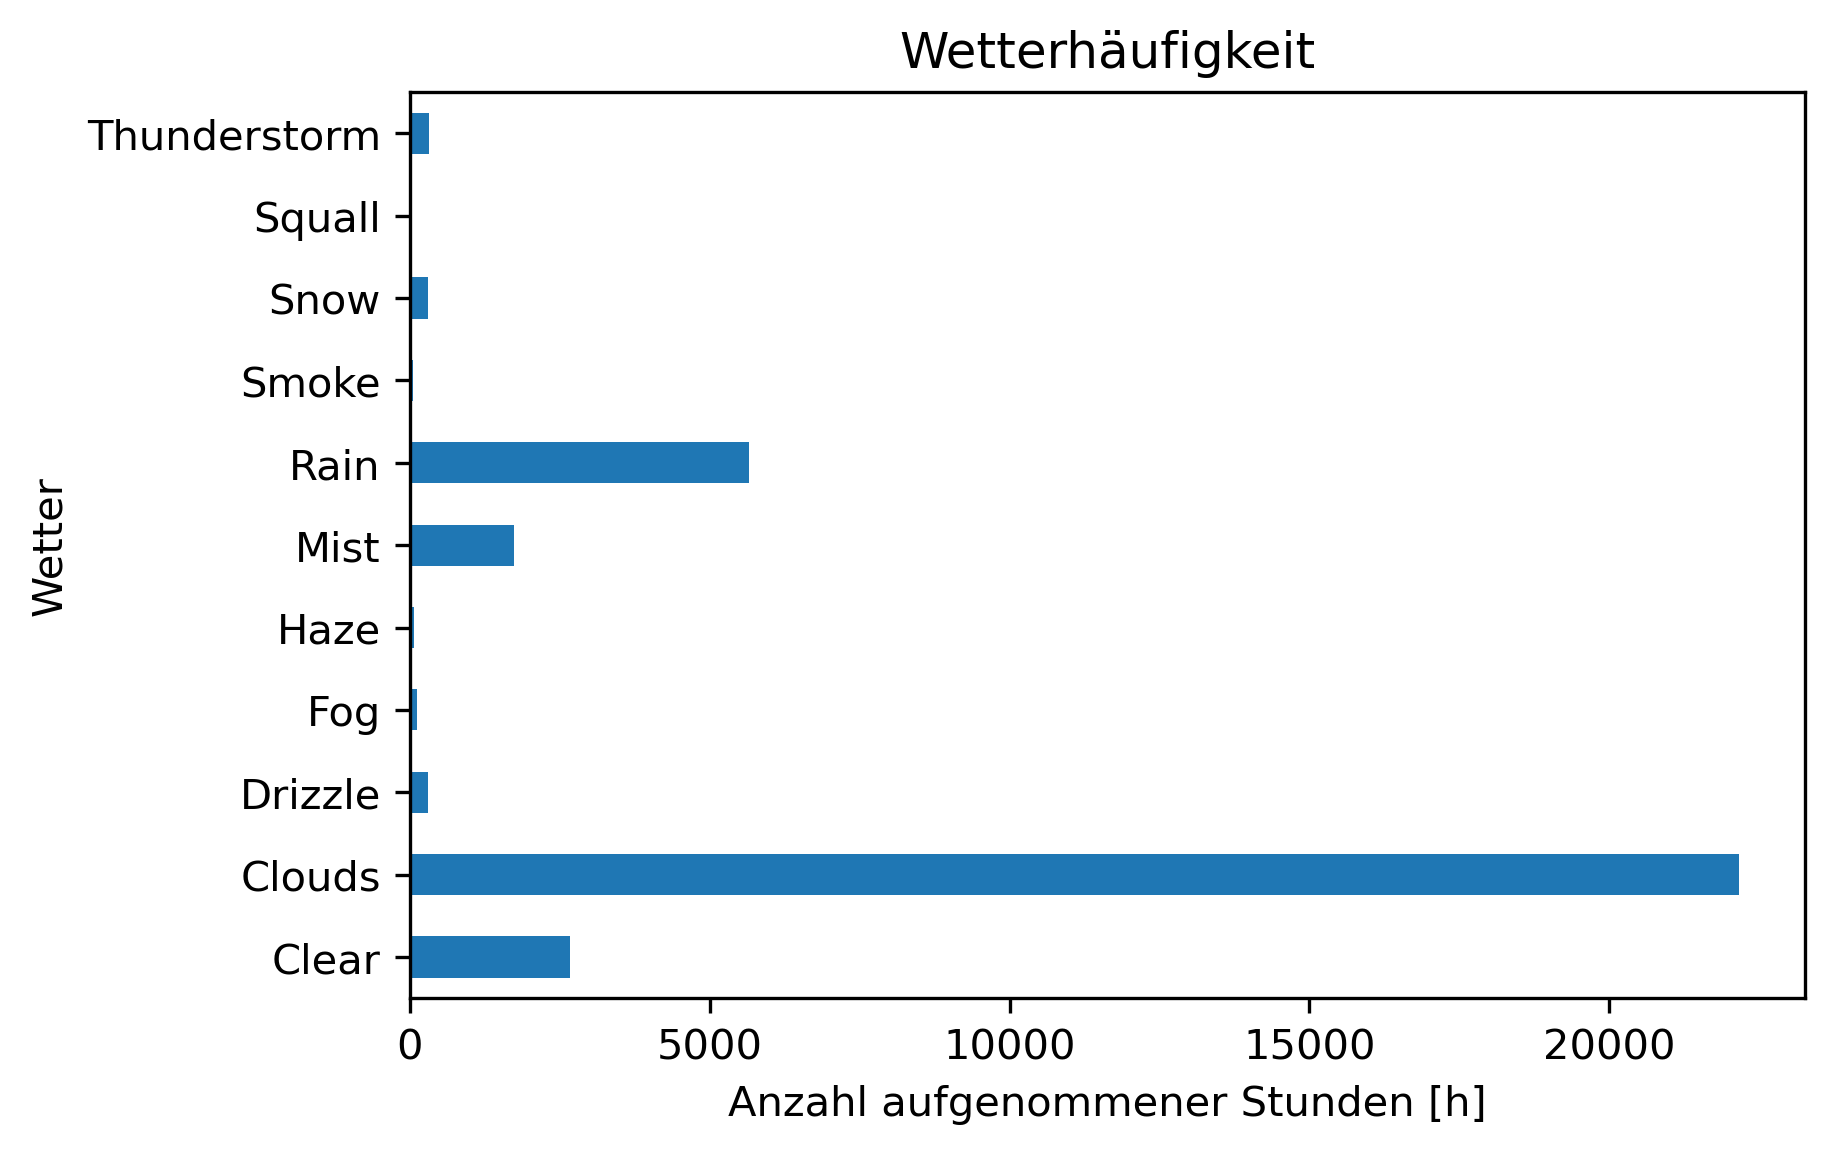 Wetterhäufigkeit
Thunderstorm
Squall
Snow
Smoke
Rain
Mist
Haze
Fog
Drizzle
Clouds
Clear
Wetter
0 5000 10000 15000 20000
Anzahl aufgenommener Stunden [h]